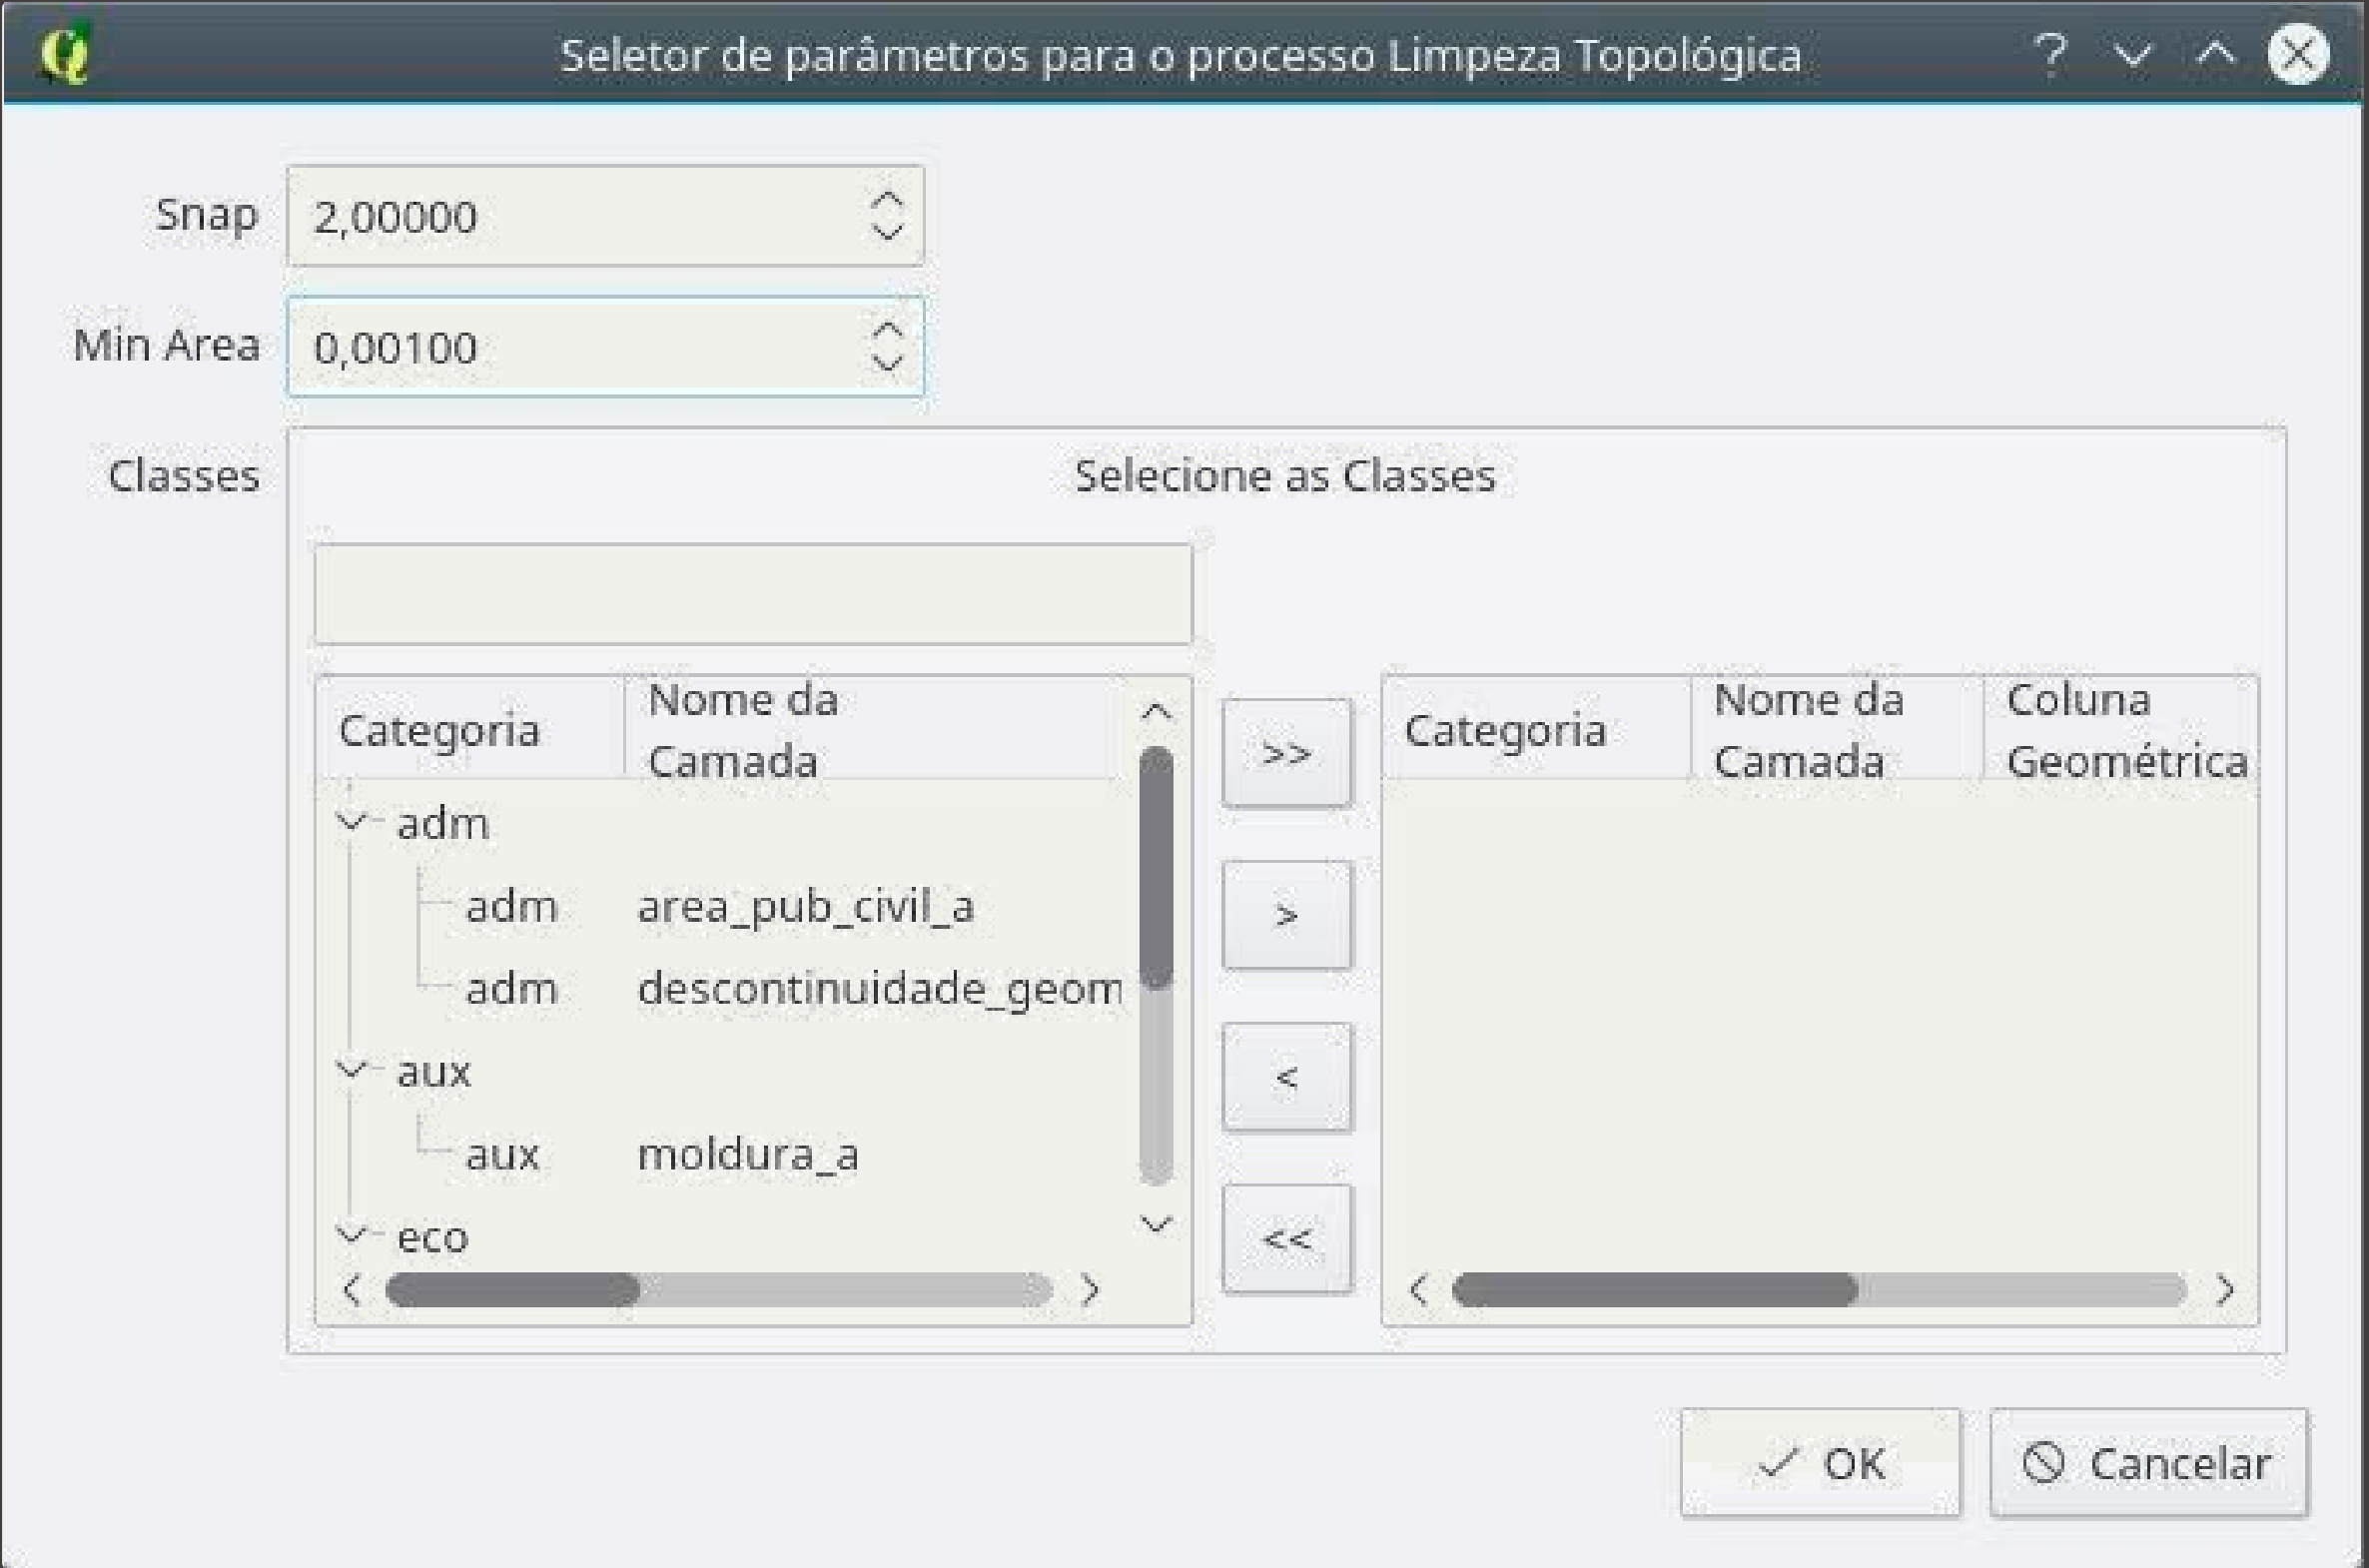 Seletor de parâmetros para o processo Limpeza Topológica
Snap 2,00000
Min Area 0,00100
Classes
Selecione as Classes
Categoria Nome da Camada
adm
adm area_pub_civil_a
adm descontinuidade_geom
aux
aux moldura_a
eco
>>
>
<
<<
Categoria Nome da Camada Coluna Geométrica
OK Cancelar